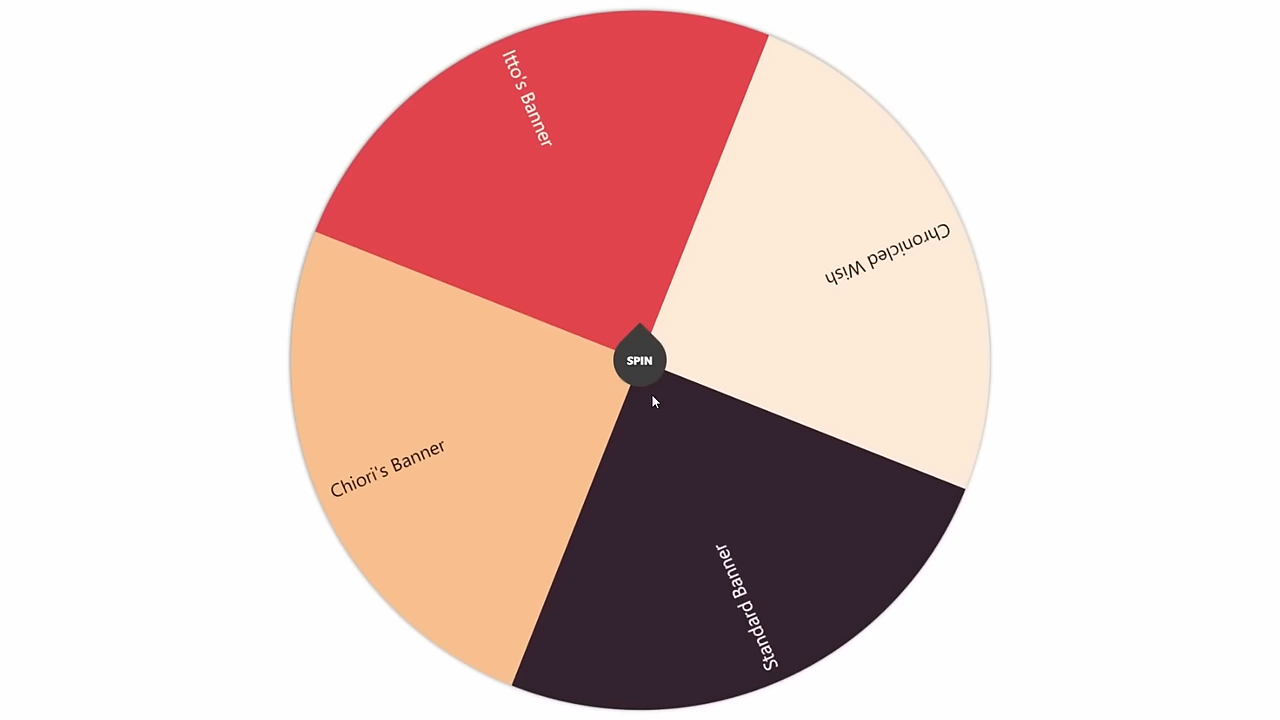 Itto's Banner
Chronicled Wish
SPIN
Chiori's Banner
Standard Banner